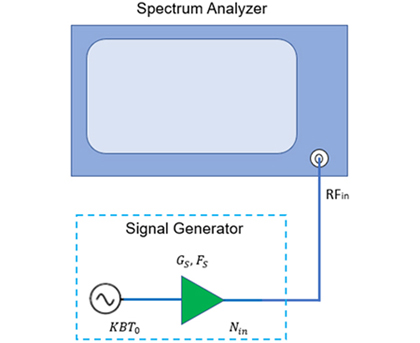 Spectrum Analyzer
RFin
Signal Generator
GS, FS
KBT0
Nin